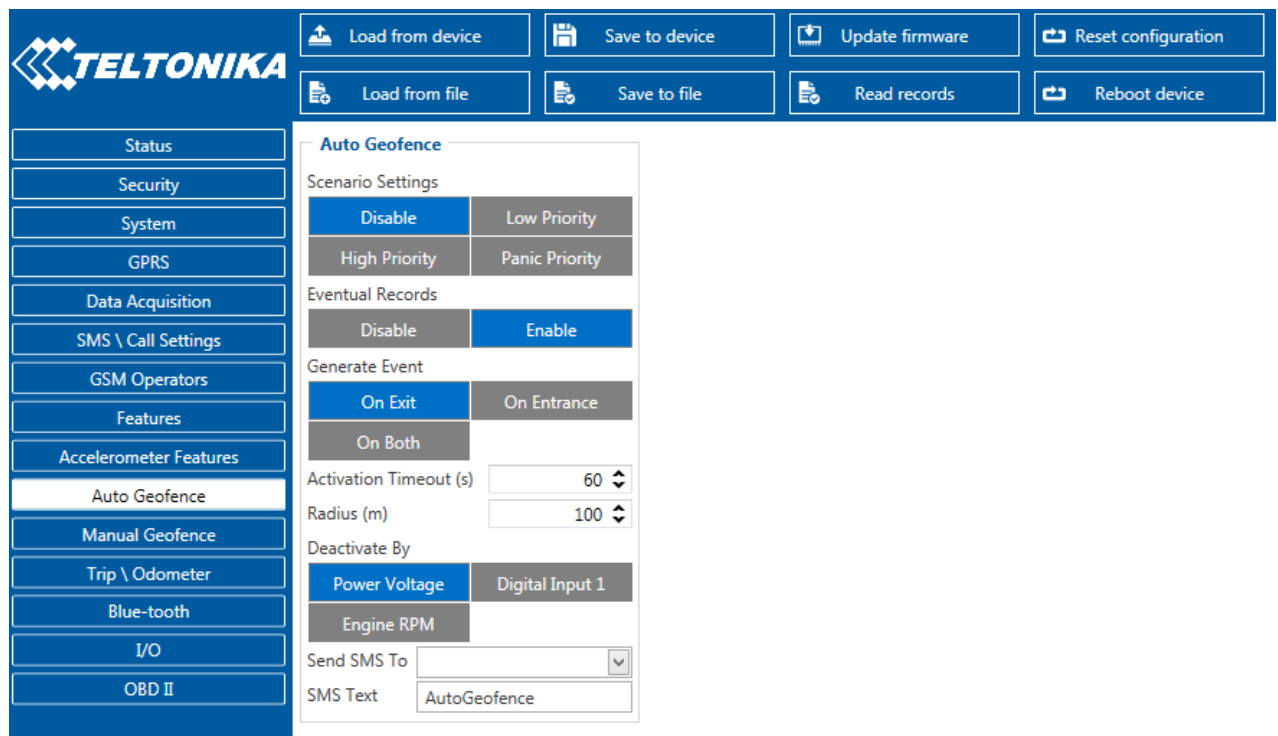 TELTONIKA
Load from device
Save to device
Update firmware
Reset configuration
Load from file
Save to file
Read records
Reboot device
Status
Security
System
GPRS
Data Acquisition
SMS \ Call Settings
GSM Operators
Features
Accelerometer Features
Auto Geofence
Manual Geofence
Trip \ Odometer
Blue-tooth
I/O
OBD II
Auto Geofence
Scenario Settings
Disable
Low Priority
High Priority
Panic Priority
Eventual Records
Disable
Enable
Generate Event
On Exit
On Entrance
On Both
Activation Timeout (s)
60
Radius (m)
100
Deactivate By
Power Voltage
Digital Input 1
Engine RPM
Send SMS To
SMS Text
AutoGeofence